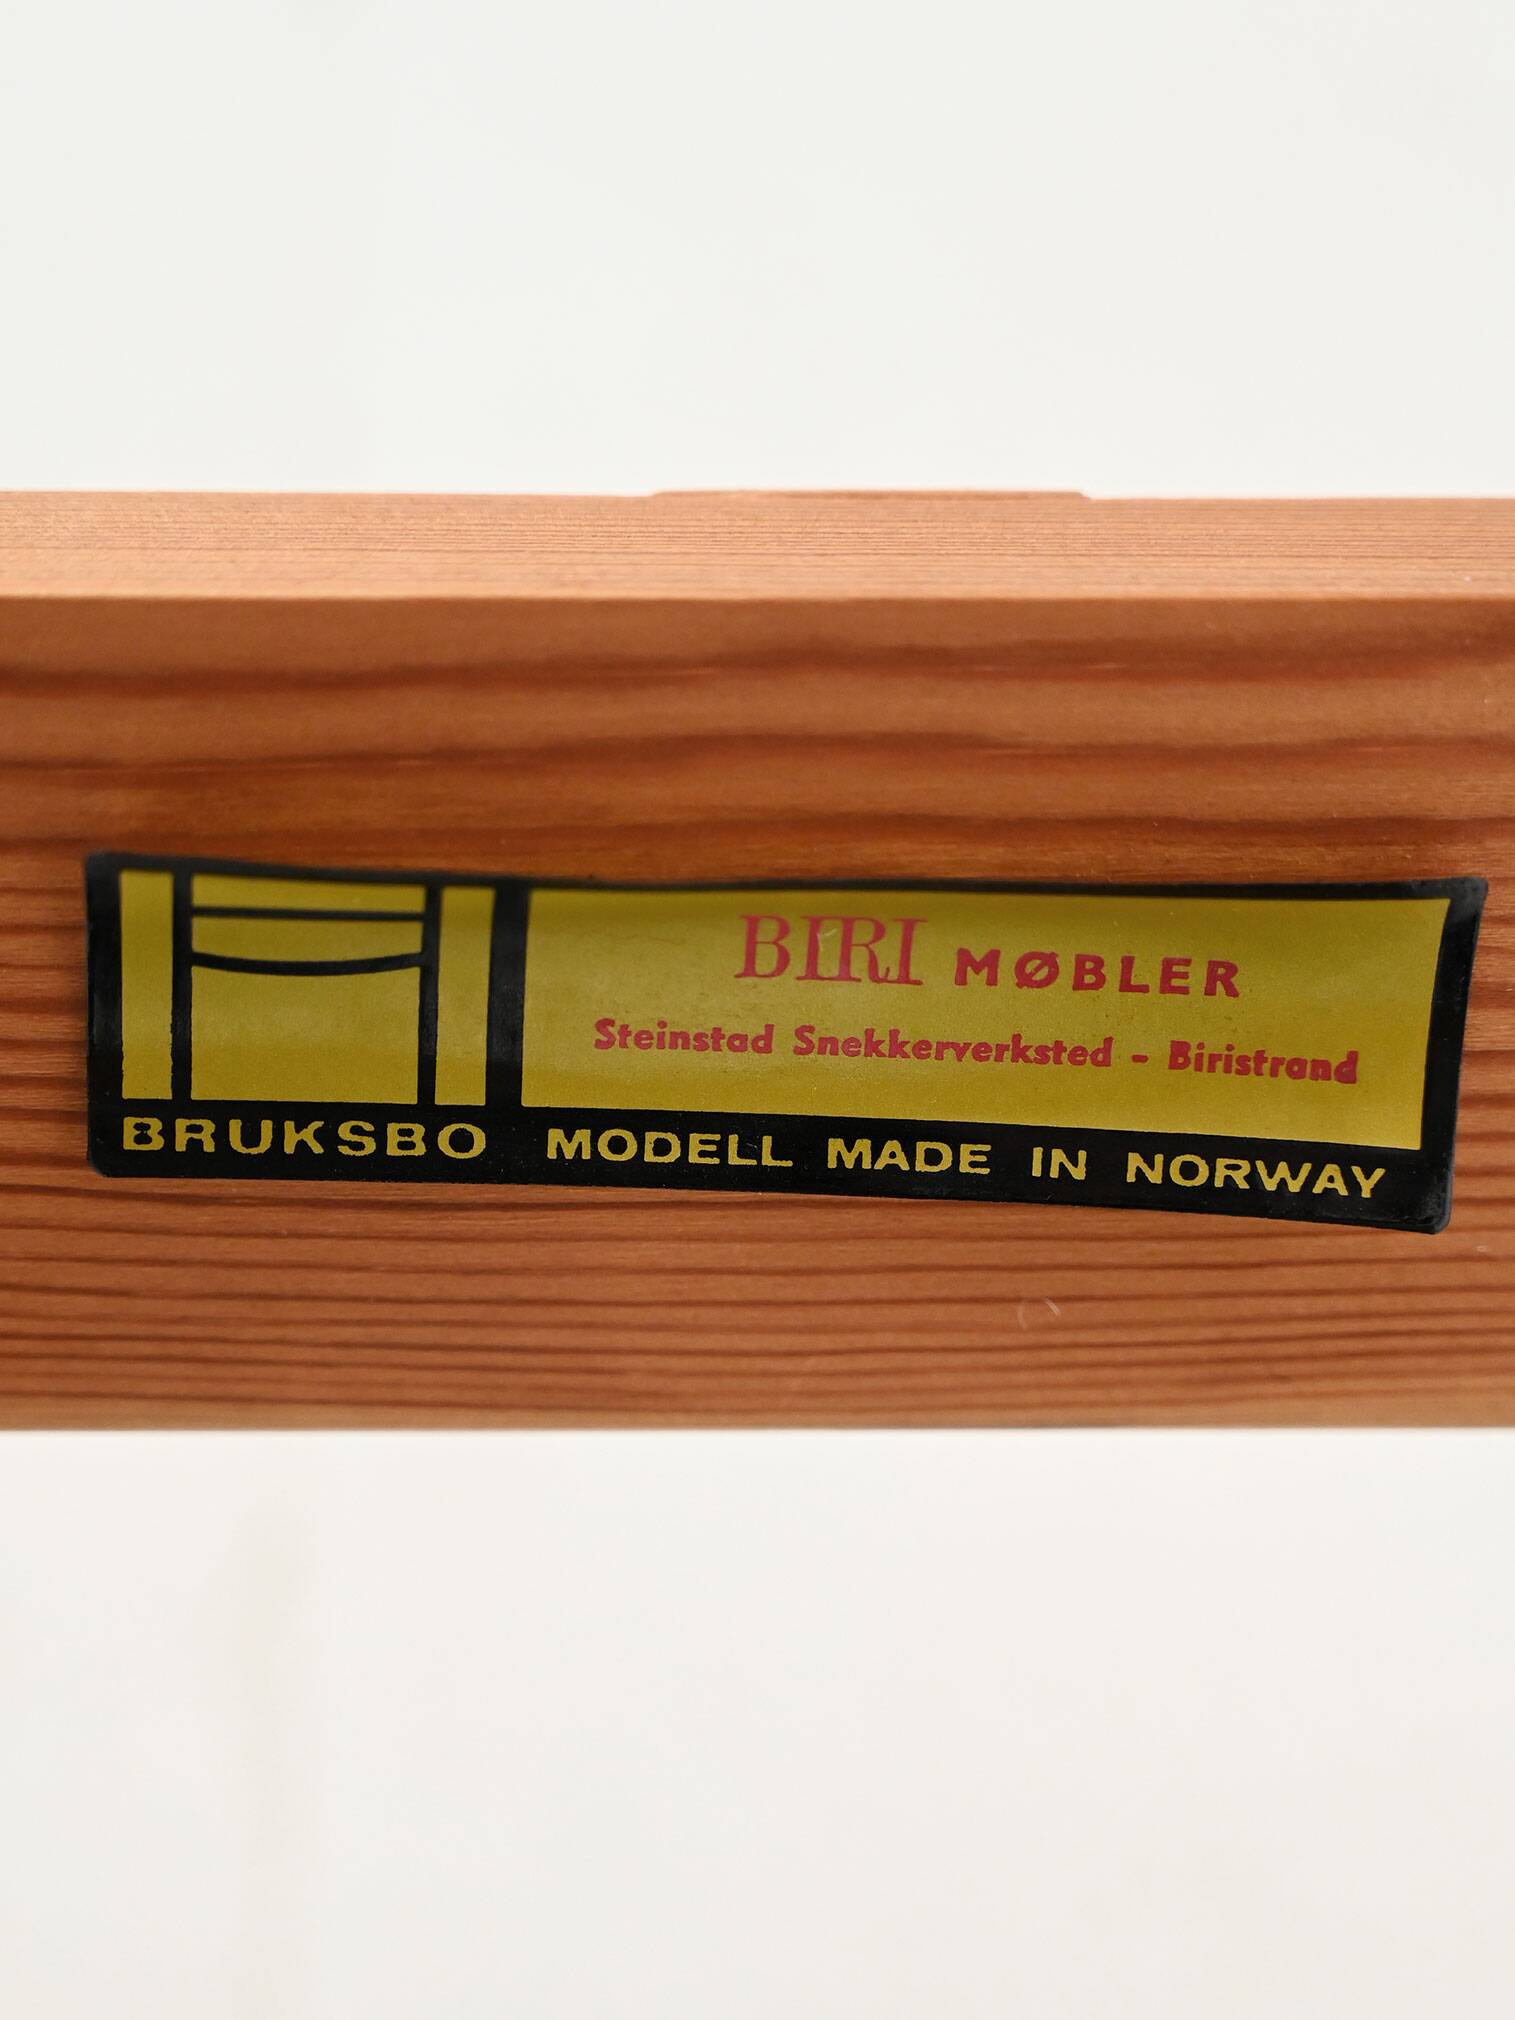 BIRI MØBLER
Steinstad Snekkerverksted - Biristrand
BRUKSBO MODELL MADE IN NORWAY